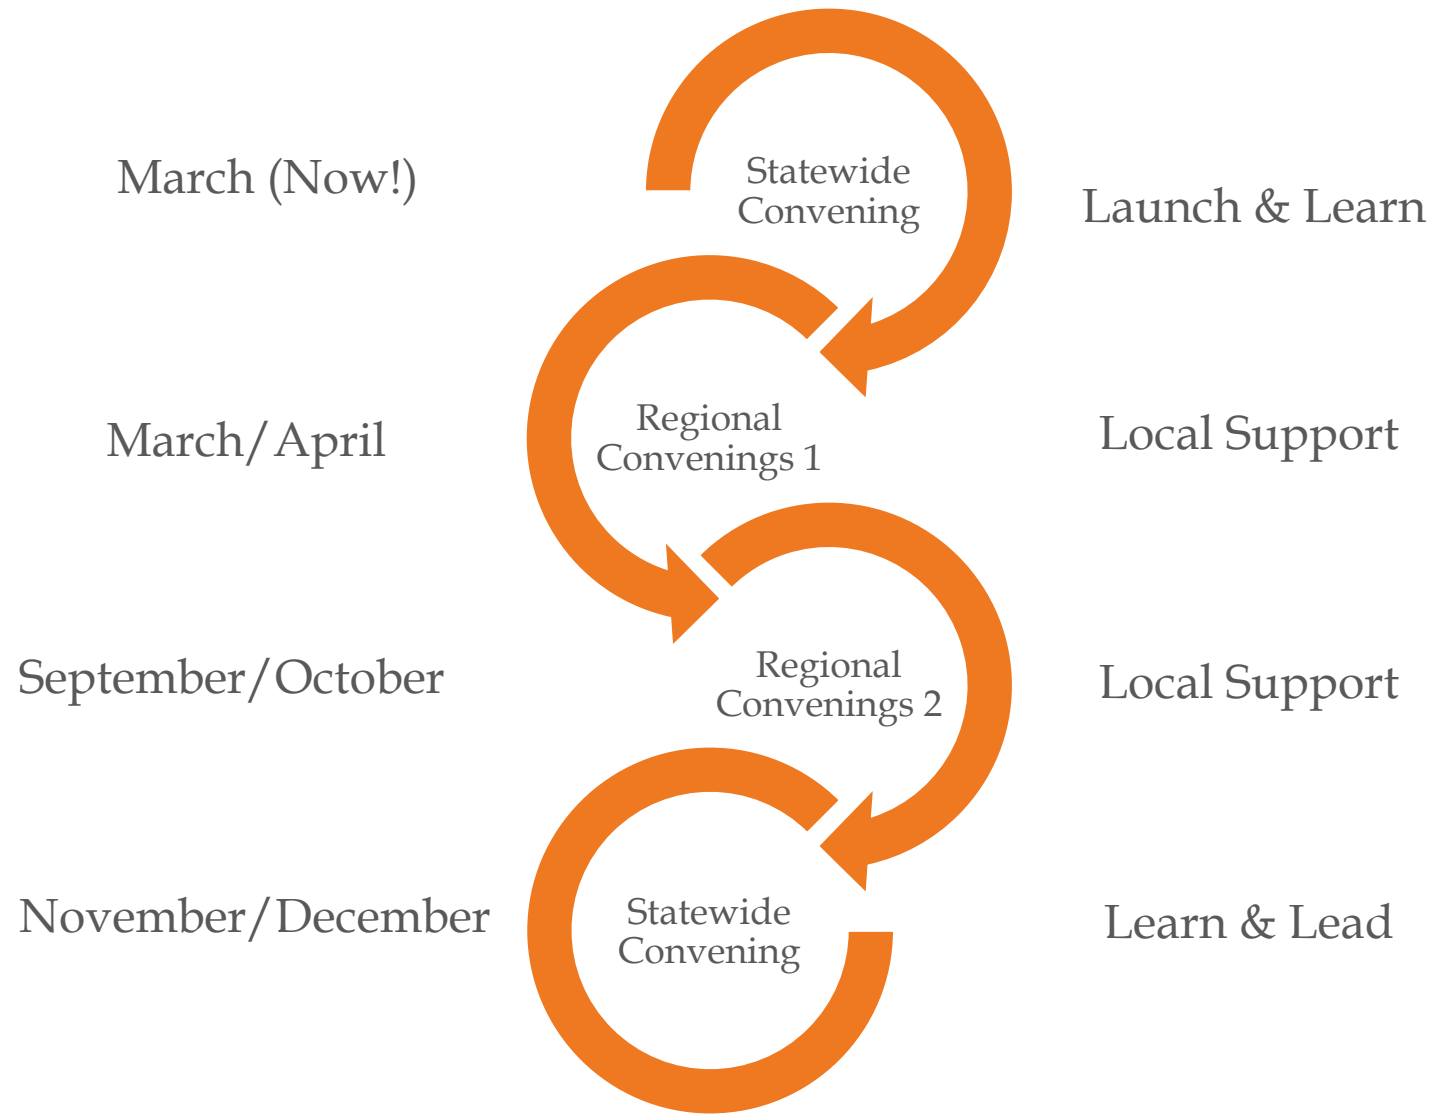 March (Now!)
Statewide
Convening
Launch & Learn
March/April
Regional
Convenings 1
Local Support
September/October
Regional
Convenings 2
Local Support
November/December
Statewide
Convening
Learn & Lead